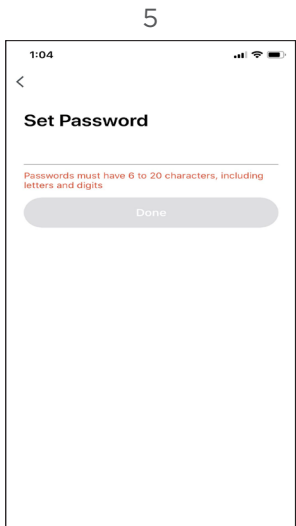 5
1:04
Set Password
Passwords must have 6 to 20 characters, including
letters and digits
Done